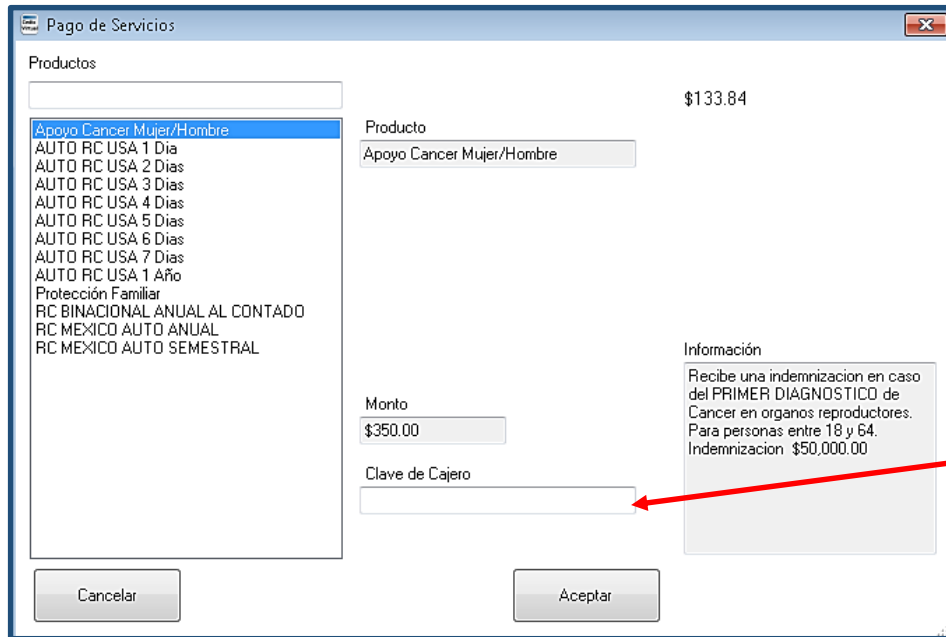 Pago de Servicios
Productos
$133.84
Apoyo Cancer Mujer/Hombre
AUTO RC USA 1 Dia
AUTO RC USA 2 Dias
AUTO RC USA 3 Dias
AUTO RC USA 4 Dias
AUTO RC USA 5 Dias
AUTO RC USA 6 Dias
AUTO RC USA 7 Dias
AUTO RC USA 1 Año
Protección Familiar
RC BINACIONAL ANUAL AL CONTADO
RC MEXICO AUTO ANUAL
RC MEXICO AUTO SEMESTRAL
Producto
Apoyo Cancer Mujer/Hombre
Monto
$350.00
Clave de Cajero
Información
Recibe una indemnizacion en caso
del PRIMER DIAGNOSTICO de
Cancer en organos reproductores.
Para personas entre 18 y 64.
Indemnizacion $50,000.00
Cancelar
Aceptar